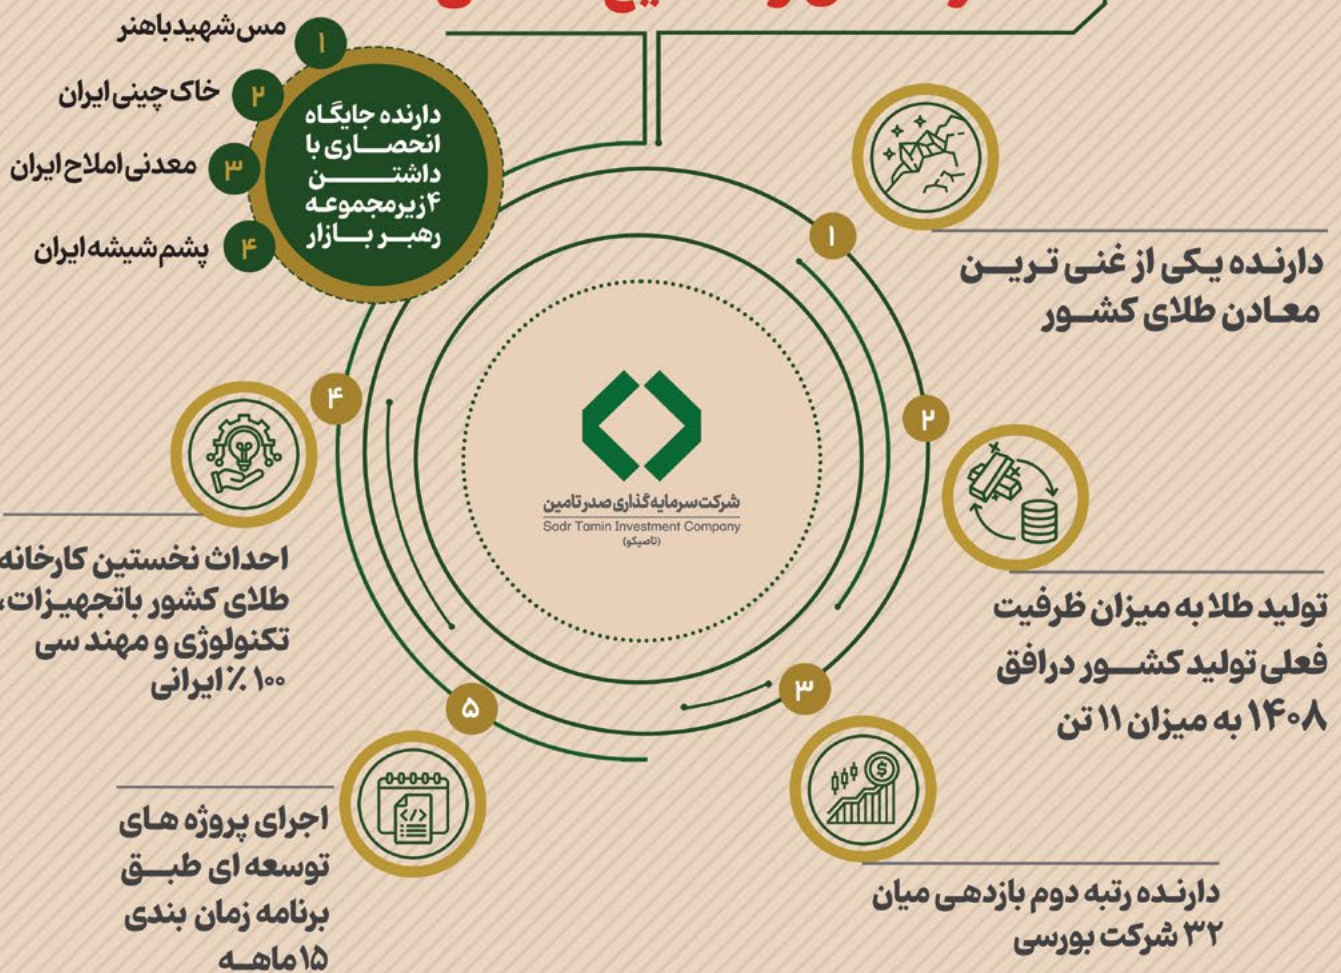 ۱
مس شهید باهنر
۲
خاک چینی ایران
۳
معدنی املاح ایران
۴
پشم شیشه ایران
دارنده جایگاه
انحصاری با
داشتن
۴ زیرمجموعه
رهبر بازار
۱
دارنده یکی از غنی ترین
معادن طلای کشور
۲
تولید طلا به میزان ظرفیت
فعلی تولید کشور در افق
۱۴۰۸ به میزان ۱۱ تن
۳
دارنده رتبه دوم بازدهی میان
۳۲ شرکت بورسی
۴
احداث نخستین کارخانه
طلای کشور باتجهیزات،
تکنولوژی و مهند سی
۱۰۰ ٪ ایرانی
۵
اجرای پروژه های
توسعه ای طبق
برنامه زمان بندی
۱۵ ماهه
شرکت سرمایه گذاری صدر تامین
Sadr Tamin Investment Company
(تاصیکو)